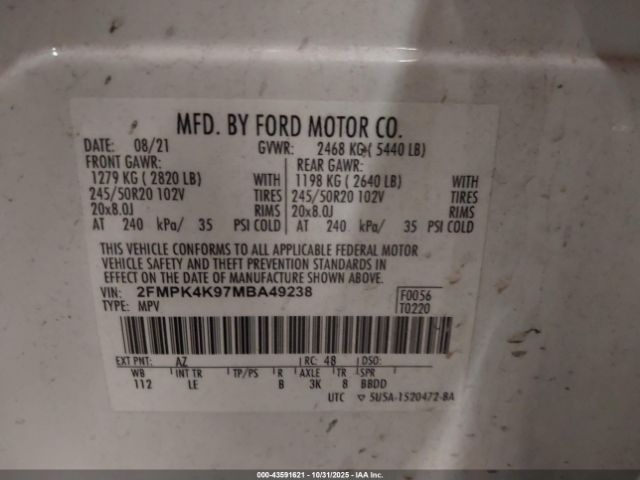 MFD. BY FORD MOTOR CO.
DATE: 08/21 GVWR: 2468 KG ( 5440 LB)
FRONT GAWR: REAR GAWR:
1279 KG ( 2820 LB) WITH 1198 KG ( 2640 LB) WITH
245/50R20 102V TIRES 245/50R20 102V TIRES
20x8.0J RIMS 20x8.0J RIMS
AT 240 kPa/ 35 PSI COLD AT 240 kPa/ 35 PSI COLD
THIS VEHICLE CONFORMS TO ALL APPLICABLE FEDERAL MOTOR
VEHICLE SAFETY AND THEFT PREVENTION STANDARDS IN
EFFECT ON THE DATE OF MANUFACTURE SHOWN ABOVE.
VIN: 2FMPK4K97MBA49238 F0056
TYPE: MPV T0220
EXT PNT: AZ RC: 48 DSO:
WB INT TR TP/PS R AXLE TR SPR
112 LE B 3K 8 BBDD
UTC ▽ 5U5A-1520472-BA
000-43591621 - 10/31/2025 - IAA Inc.